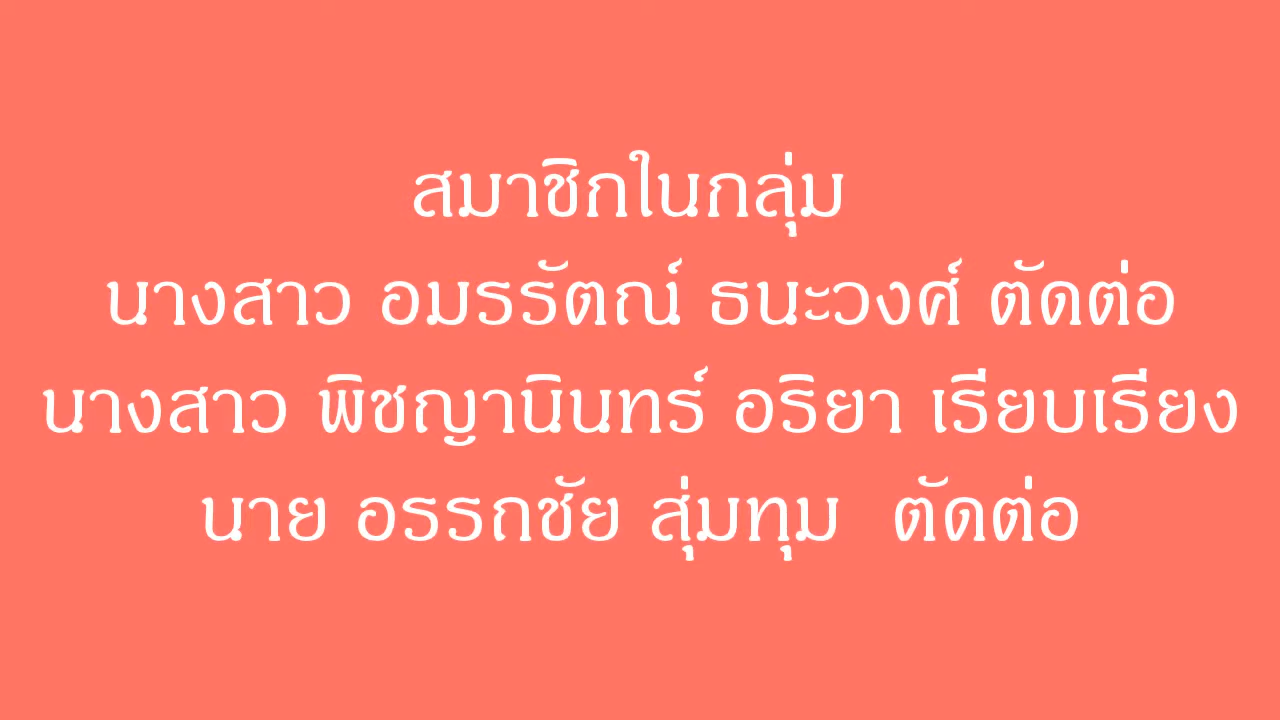 สมาชิกในกลุ่ม
นางสาว อมรรัตณ์ ธนะวงศ์ ตัดต่อ
นางสาว พิชญานินทร์ อริยา เรียบเรียง
นาย อรรถชัย สุ่มทุม ตัดต่อ